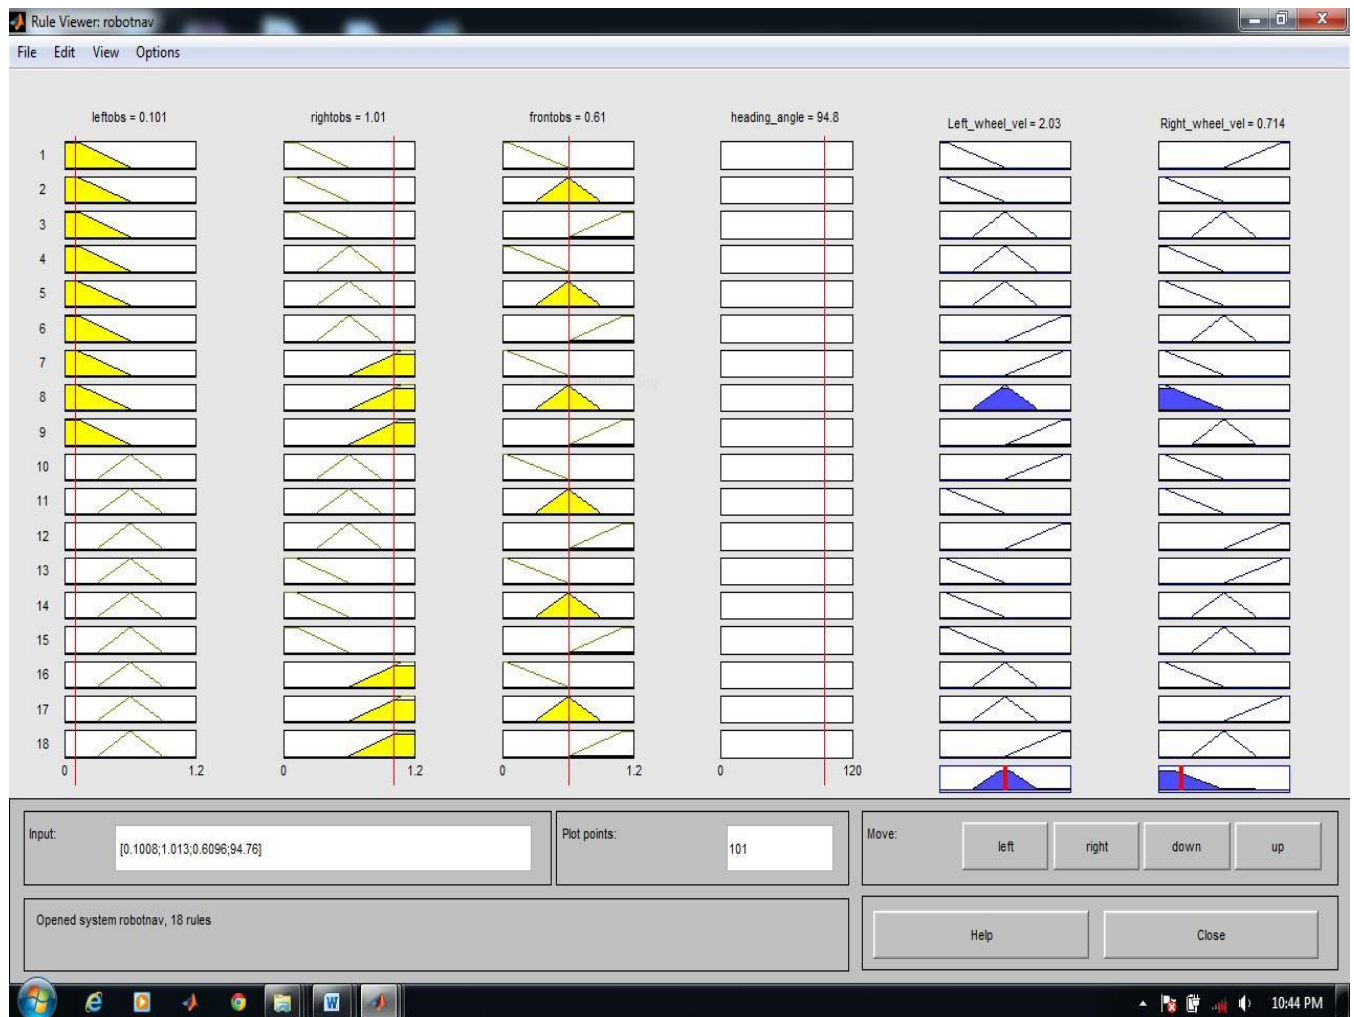 Rule Viewer: robotnav
File Edit View Options
leftobs = 0.101 rightobs = 1.01 frontobs = 0.61 heading_angle = 94.8 Left_wheel_vel = 2.03 Right_wheel_vel = 0.714
1
2
3
4
5
6
7
8
9
10
11
12
13
14
15
16
17
18
0 1.2 0 1.2 0 1.2 0 120
Input: [0.1008;1.013;0.6096;94.76] Plot points: 101 Move: left right down up
Opened system robotnav, 18 rules Help Close
10:44 PM